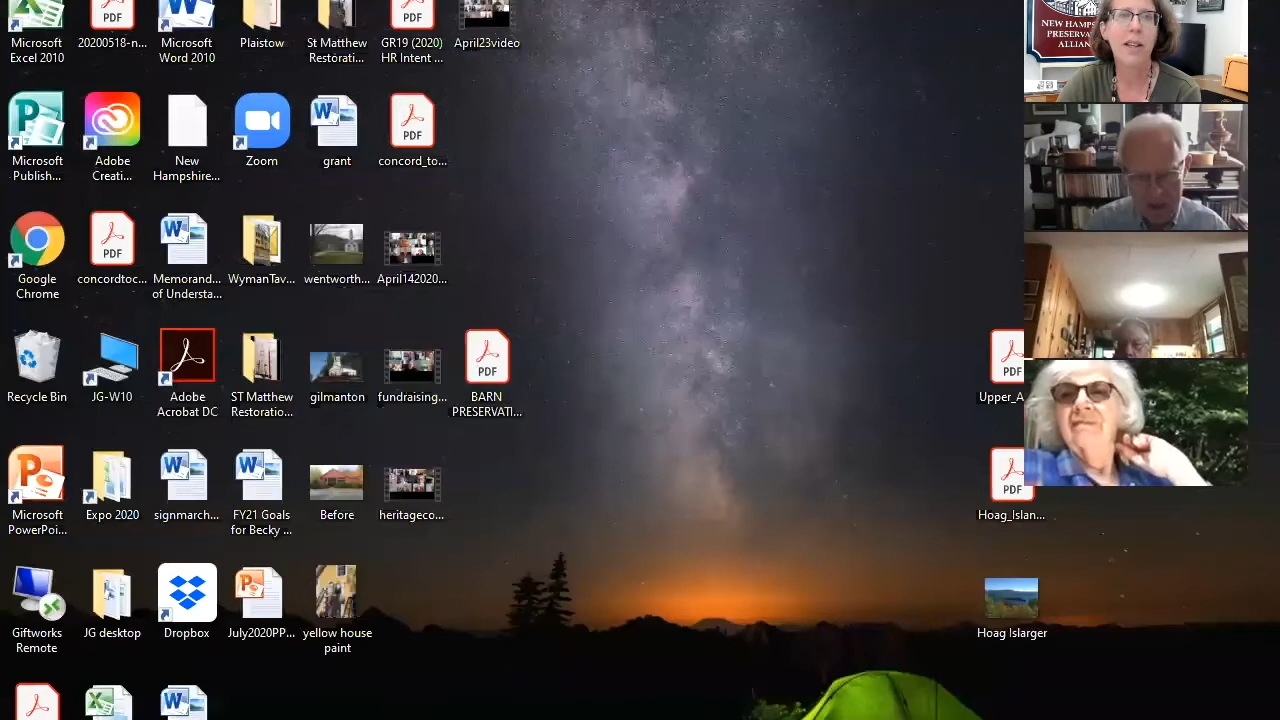 Microsoft
Excel 2010
20200518-n...
Microsoft
Word 2010
Plaistow
St Matthew
Restorati...
PDF
GR19 (2020)
HR Intent ...
April23video
NEW HAMPS
PRESERVA
ALLIAN
Microsoft
Publish...
Adobe
Creati...
New
Hampshire...
Zoom
grant
PDF
concord_to...
Google
Chrome
PDF
concordtoc...
Memorand...
of Understa...
WymanTav...
wentworth...
April142020...
Recycle Bin
JG-W10
Adobe
Acrobat DC
ST Matthew
Restoratio...
gilmanton
fundraising...
PDF
BARN
PRESERVATI...
PDF
Upper_A
Microsoft
PowerPoi...
Expo 2020
signmarch...
FY21 Goals
for Becky ...
Before
heritageco...
PDF
Hoag_Islan...
Giftworks
Remote
JG desktop
Dropbox
July2020PP...
yellow house
paint
Hoag Islarger